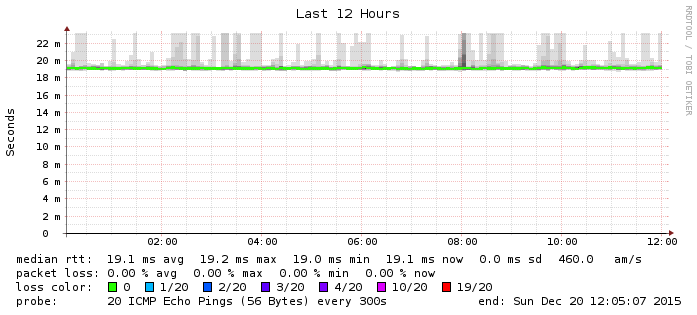 Last 12 Hours
RRDTOOL / TOBI OETIKER
Seconds
22 m
20 m
18 m
16 m
14 m
12 m
10 m
8 m
6 m
4 m
2 m
0
02:00 04:00 06:00 08:00 10:00 12:00
median rtt: 19.1 ms avg 19.2 ms max 19.0 ms min 19.1 ms now 0.0 ms sd 460.0 am/s
packet loss: 0.00 % avg 0.00 % max 0.00 % min 0.00 % now
loss color: 0 1/20 2/20 3/20 4/20 10/20 19/20
probe: 20 ICMP Echo Pings (56 Bytes) every 300s end: Sun Dec 20 12:05:07 2015